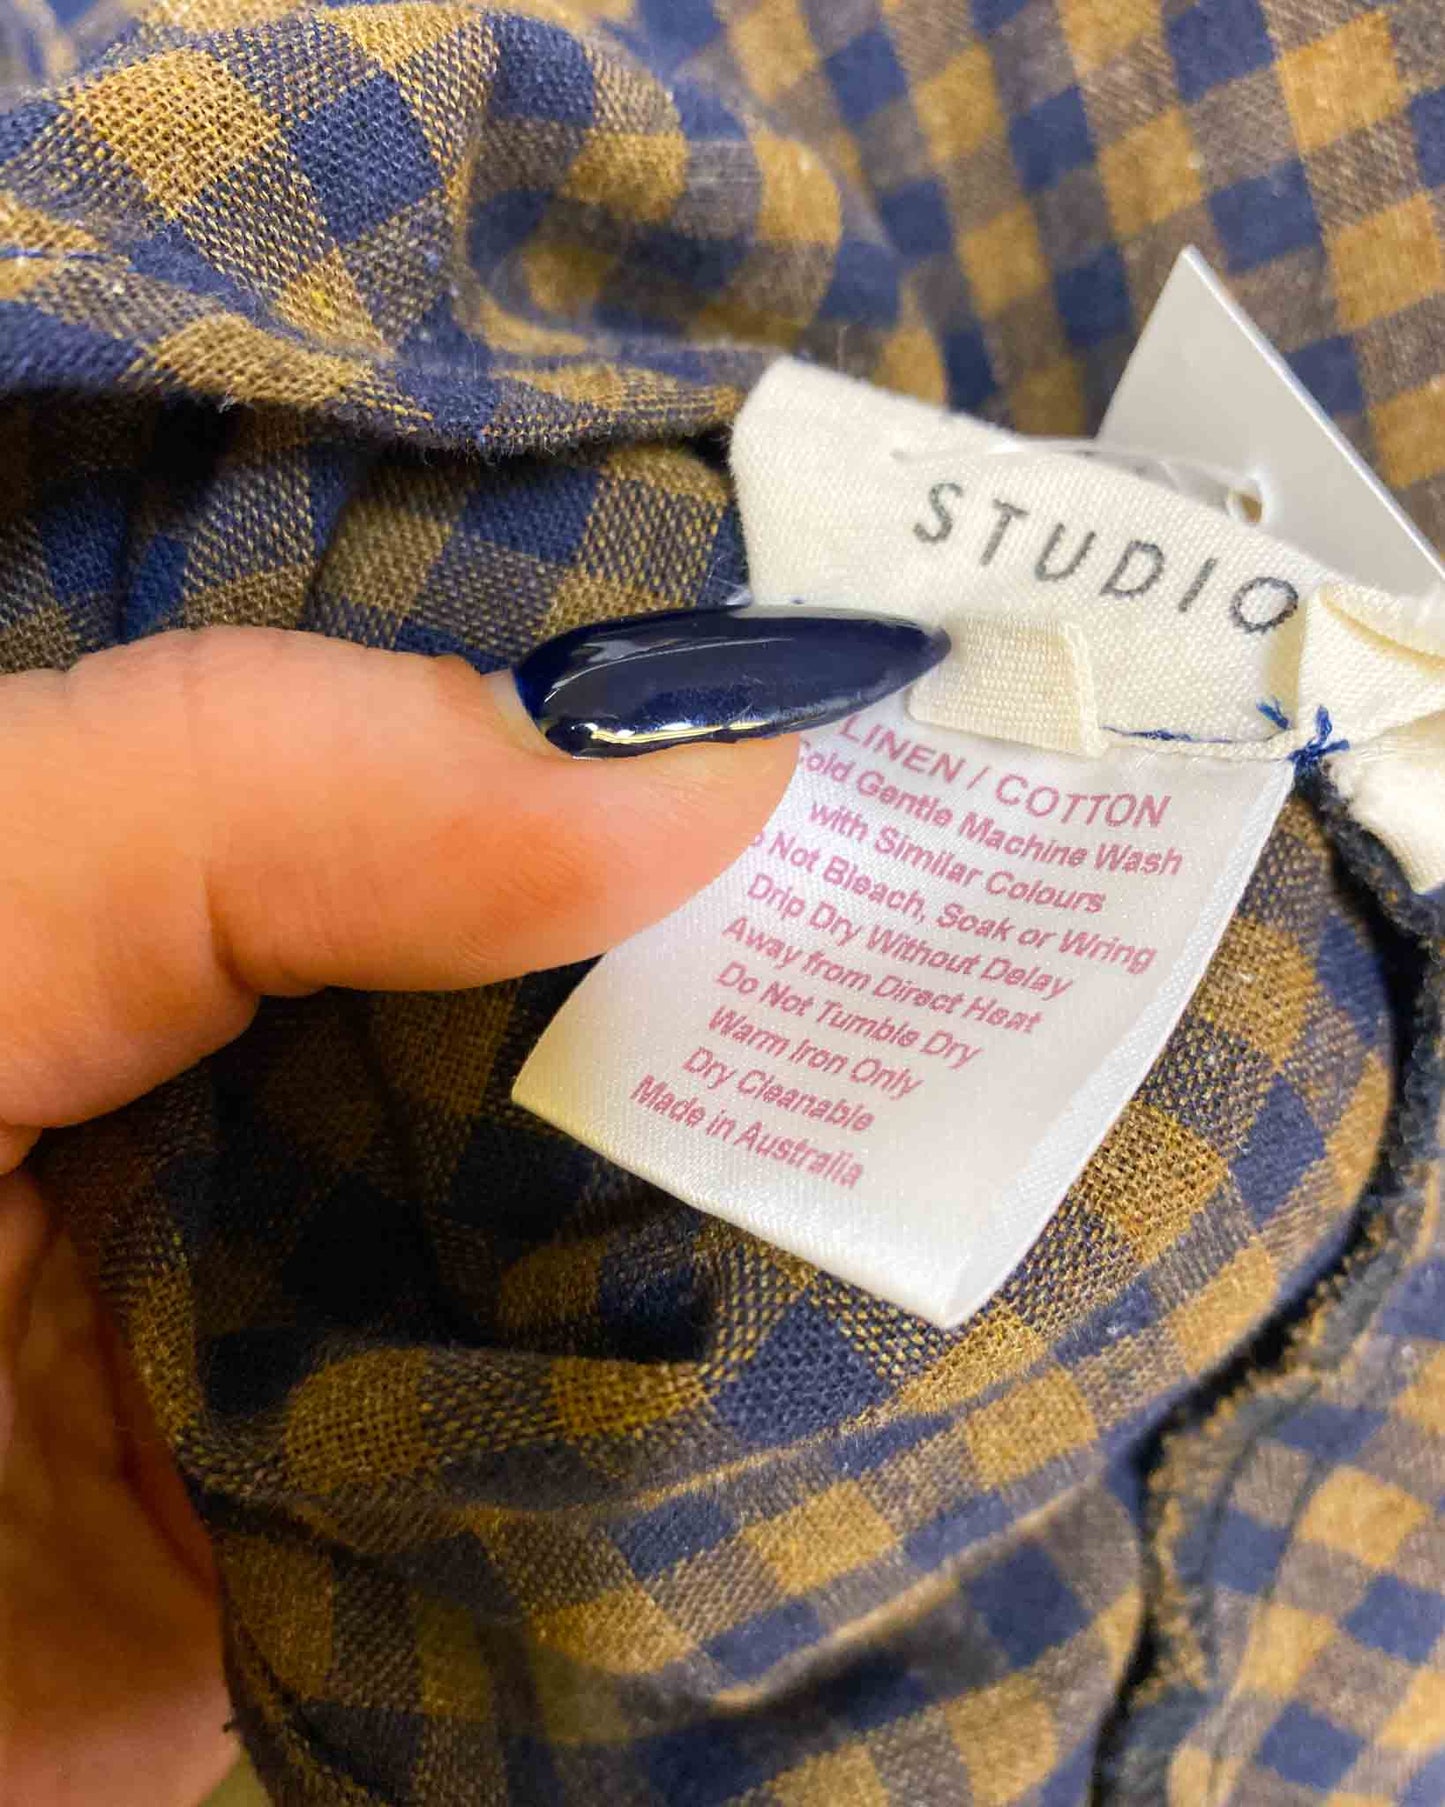 STUDIO
LINEN / COTTON
Cold Gentle Machine Wash
with Similar Colours
Do Not Bleach, Soak or Wring
Drip Dry Without Delay
Away from Direct Heat
Do Not Tumble Dry
Warm Iron Only
Dry Cleanable
Made in Australia